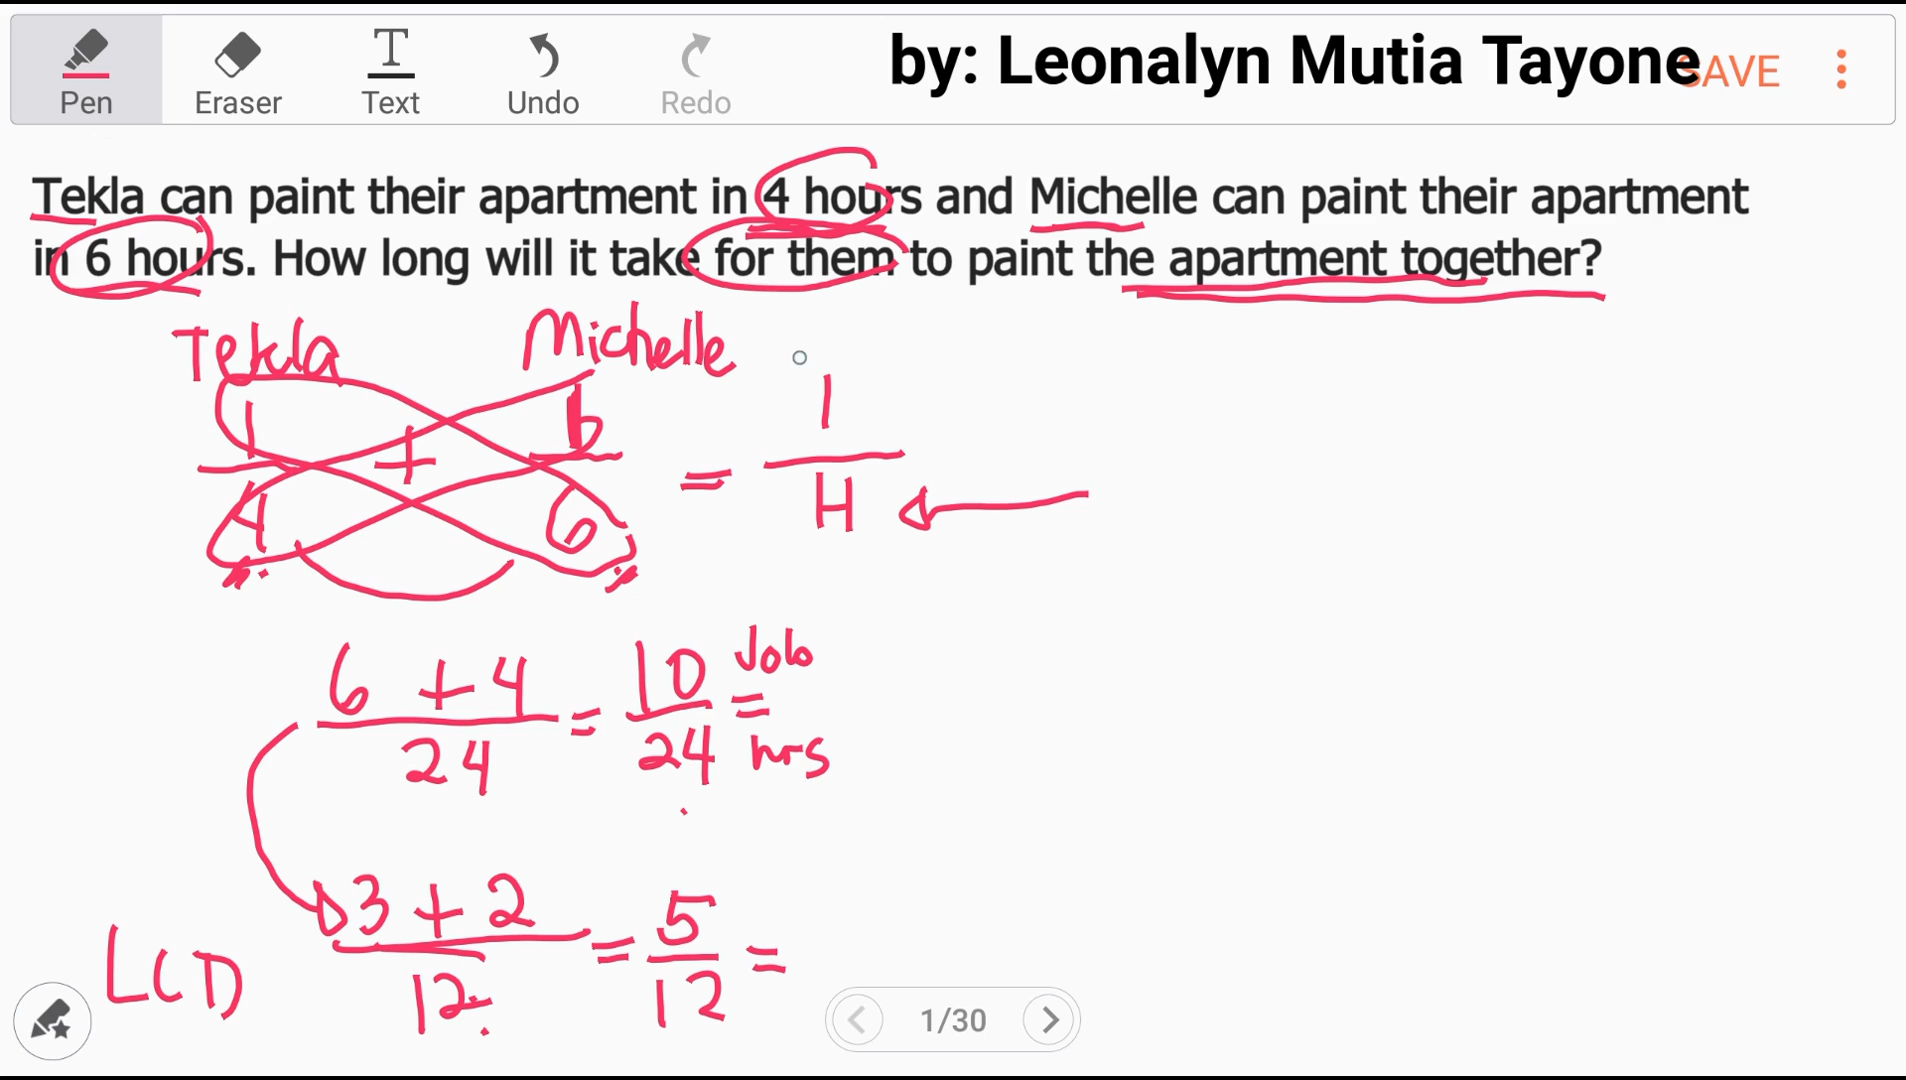 Pen Eraser Text Undo Redo by: Leonalyn Mutia Tayone SAVE
Tekla can paint their apartment in 4 hours and Michelle can paint their apartment
in 6 hours. How long will it take for them to paint the apartment together?
Tekla Michelle
1/4 + 6/6 = 1/H
6 + 4 / 24 = 10/24 Job = hrs
LCD 3 + 2 / 12 = 5/12 =
1/30